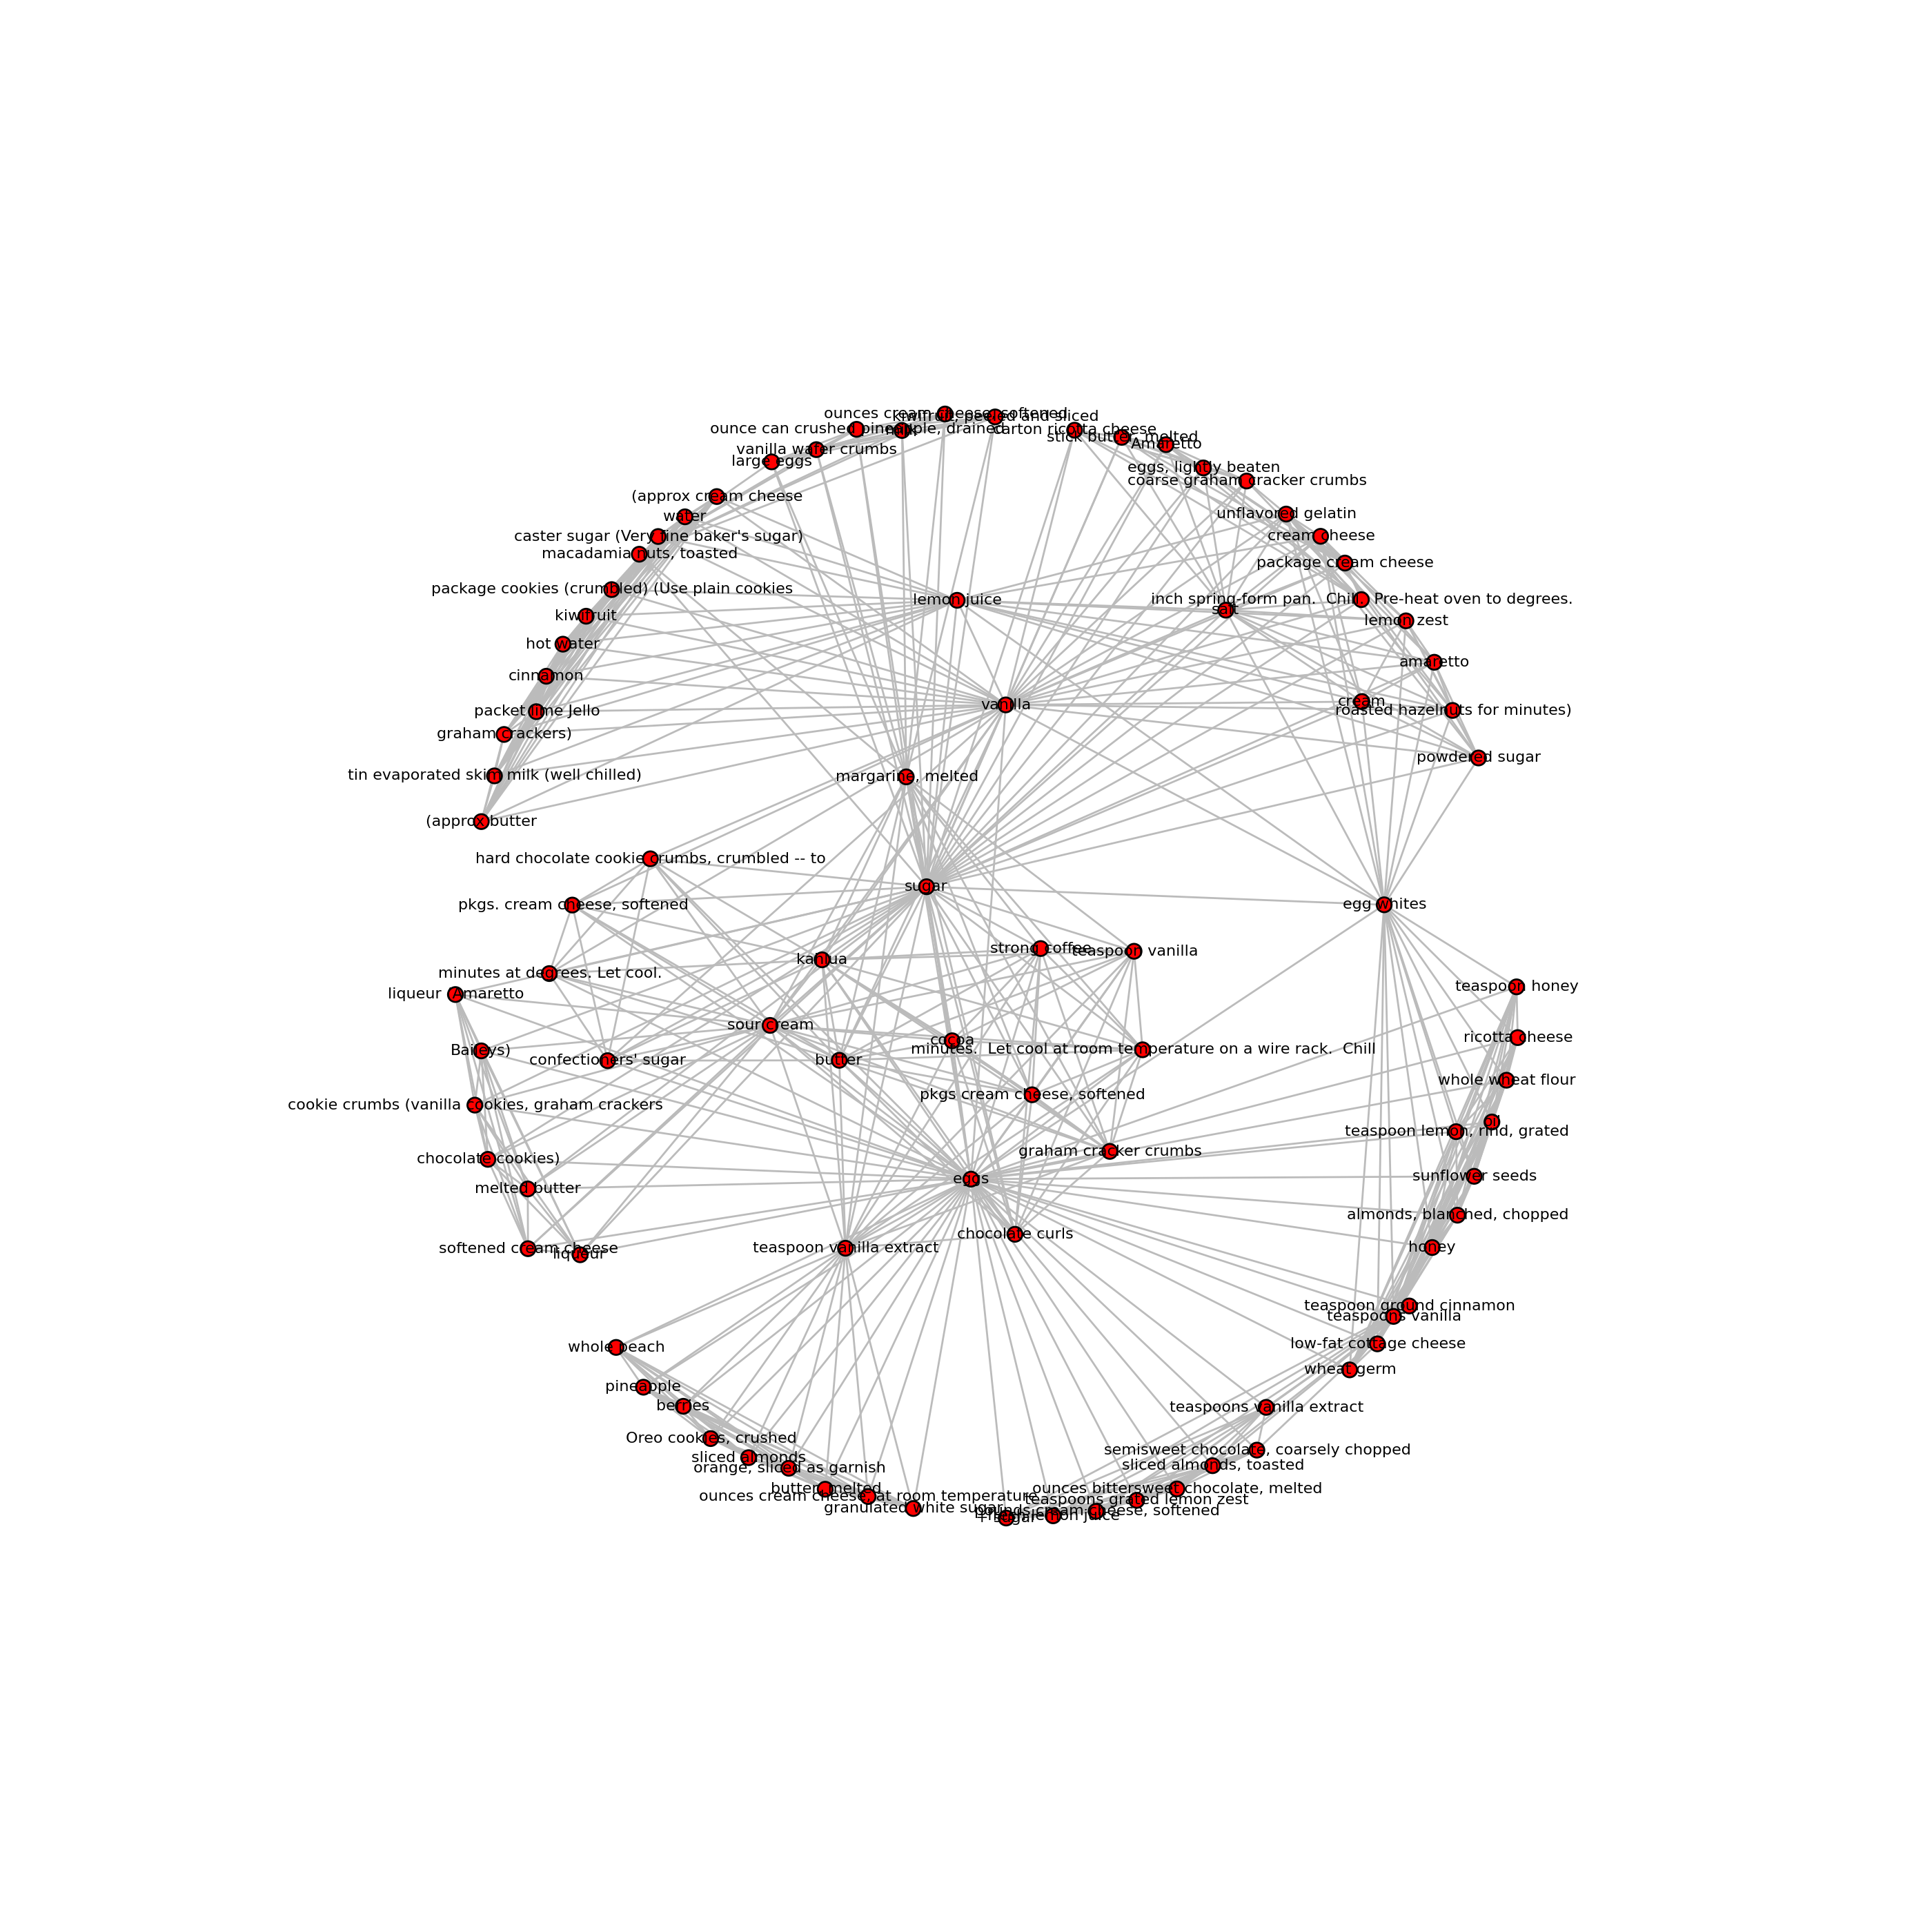 ounces cream cheese, softened
kiwifruit, peeled and sliced
ounce can crushed pineapple, drained
milk
carton ricotta cheese
stick butter, melted
Amaretto
vanilla wafer crumbs
large eggs
eggs, lightly beaten
coarse graham cracker crumbs
(approx cream cheese
water
unflavored gelatin
caster sugar (Very fine baker's sugar)
cream cheese
macadamia nuts, toasted
package cream cheese
package cookies (crumbled) (Use plain cookies
lemon juice
inch spring-form pan.  Chill.  Pre-heat oven to degrees.
salt
kiwifruit
lemon zest
hot water
amaretto
cinnamon
vanilla
cream
packet lime Jello
roasted hazelnuts for minutes)
graham crackers)
powdered sugar
tin evaporated skim milk (well chilled)
margarine, melted
(approx butter
hard chocolate cookie crumbs, crumbled -- to
sugar
pkgs. cream cheese, softened
egg whites
strong coffee
teaspoon vanilla
kahlua
minutes at degrees. Let cool.
teaspoon honey
liqueur (Amaretto
sour cream
ricotta cheese
cocoa
minutes.  Let cool at room temperature on a wire rack.  Chill
Baileys)
confectioners' sugar
butter
whole wheat flour
pkgs cream cheese, softened
cookie crumbs (vanilla cookies, graham crackers
oil
teaspoon lemon, rind, grated
graham cracker crumbs
chocolate cookies)
eggs
sunflower seeds
melted butter
almonds, blanched, chopped
chocolate curls
softened cream cheese
liqueur
teaspoon vanilla extract
honey
teaspoon ground cinnamon
teaspoons vanilla
whole peach
low-fat cottage cheese
wheat germ
pineapple
berries
teaspoons vanilla extract
Oreo cookies, crushed
semisweet chocolate, coarsely chopped
sliced almonds
orange, sliced as garnish
sliced almonds, toasted
butter, melted
ounces bittersweet chocolate, melted
ounces cream cheese, at room temperature
teaspoons grated lemon zest
granulated white sugar
pounds cream cheese, softened
lemon juice
sugar